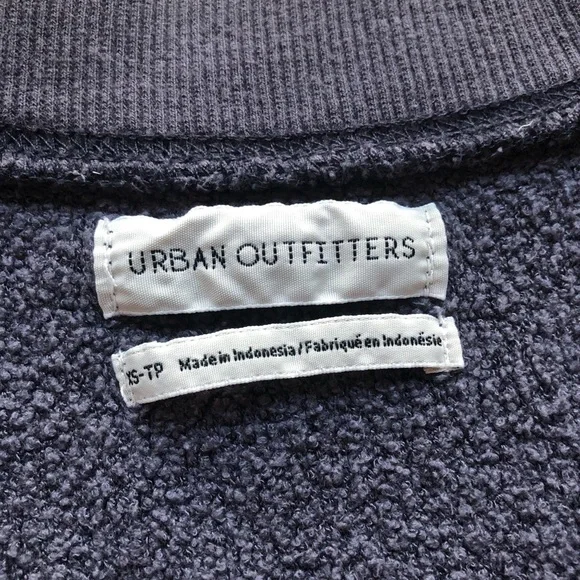 URBAN OUTFITTERS
XS-TP Made in Indonesia / Fabriqué en Indonésie